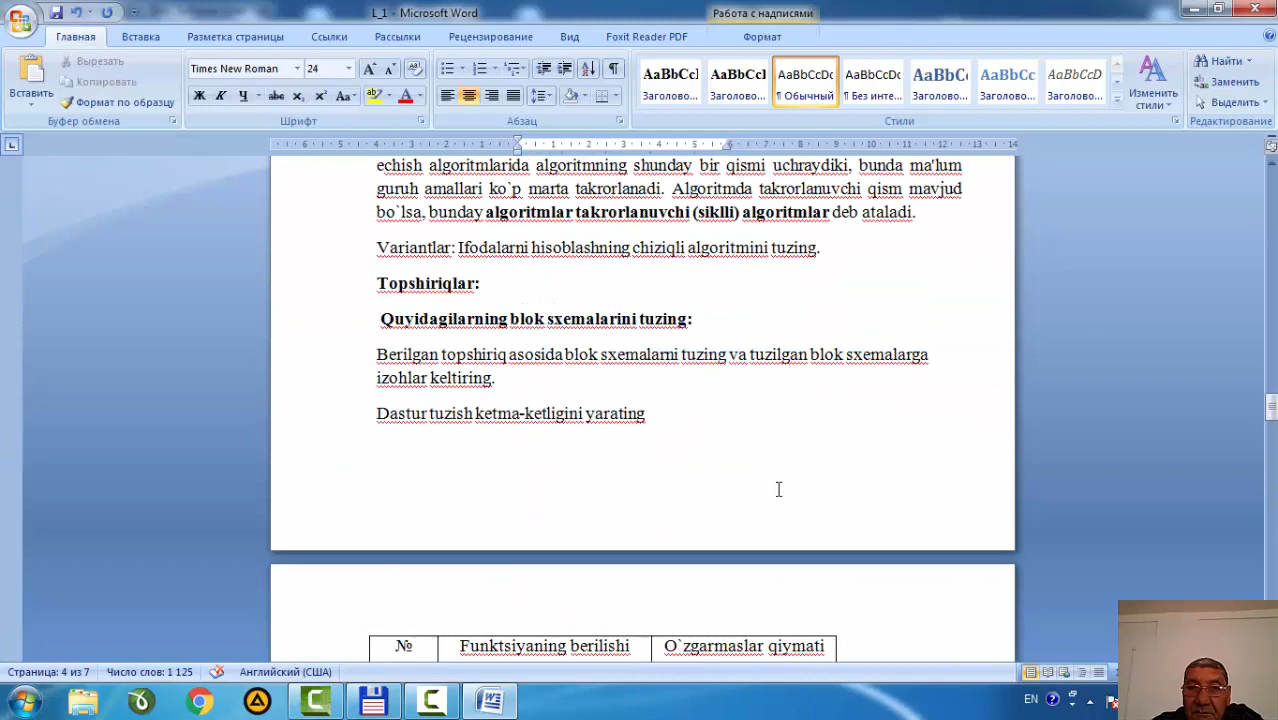 L_1 - Microsoft Word
Работа с надписями
Главная Вставка Разметка страницы Ссылки Рассылки Рецензирование Вид Foxit Reader PDF Формат
Вставить
Вырезать
Копировать
Формат по образцу
Буфер обмена
Times New Roman 24
Шрифт
Абзац
AaBbCcI AaBbCcI AaBbCcDc AaBbCcDc AaBbCc AaBbCcl AaBbCcD.
Заголово... Заголово... ¶ Обычный ¶ Без инте... Заголово... Заголово... Заголово...
Изменить стили
Стили
Найти
Заменить
Выделить
Редактирование
echish algoritmlarida algoritmning shunday bir qismi uchraydiki, bunda ma'lum
guruh amallari ko`p marta takrorlanadi. Algoritmda takrorlanuvchi qism mavjud
bo`lsa, bunday algoritmlar takrorlanuvchi (siklli) algoritmlar deb ataladi.
Variantlar: Ifodalarni hisoblashning chiziqli algoritmini tuzing.
Topshiriqlar:
Quyidagilarning blok sxemalarini tuzing:
Berilgan topshiriq asosida blok sxemalarni tuzing va tuzilgan blok sxemalarga
izohlar keltiring.
Dastur tuzish ketma-ketligini yarating
№ Funktsiyaning berilishi O`zgarmaslar qiymati
Страница: 4 из 7 Число слов: 1 125 Английский (США)
EN